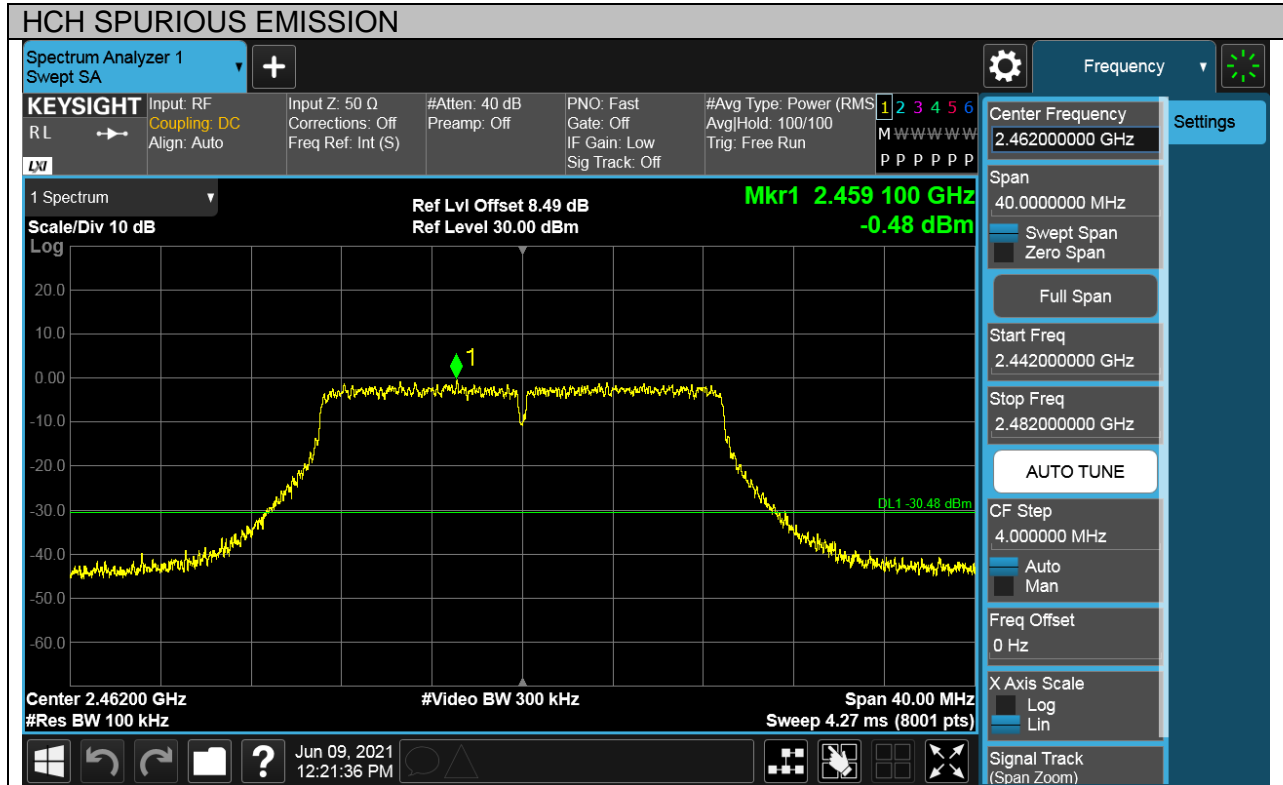 HCH SPURIOUS EMISSION
Spectrum Analyzer 1
Swept SA
+
Frequency
KEYSIGHT
RL
LXI
Input: RF
Coupling: DC
Align: Auto
Input Z: 50 Ω
Corrections: Off
Freq Ref: Int (S)
#Atten: 40 dB
Preamp: Off
PNO: Fast
Gate: Off
IF Gain: Low
Sig Track: Off
#Avg Type: Power (RMS
Avg|Hold: 100/100
Trig: Free Run
1 2 3 4 5 6
M W W W W W
P P P P P P
1 Spectrum
Scale/Div 10 dB
Log
Ref Lvl Offset 8.49 dB
Ref Level 30.00 dBm
Mkr1 2.459 100 GHz
-0.48 dBm
20.0
10.0
0.00
-10.0
-20.0
-30.0
-40.0
-50.0
-60.0
1
DL1 -30.48 dBm
Center 2.46200 GHz
#Res BW 100 kHz
#Video BW 300 kHz
Span 40.00 MHz
Sweep 4.27 ms (8001 pts)
Center Frequency
2.462000000 GHz
Settings
Span
40.0000000 MHz
Swept Span
Zero Span
Full Span
Start Freq
2.442000000 GHz
Stop Freq
2.482000000 GHz
AUTO TUNE
CF Step
4.000000 MHz
Auto
Man
Freq Offset
0 Hz
X Axis Scale
Log
Lin
Signal Track
(Span Zoom)
?
Jun 09, 2021
12:21:36 PM